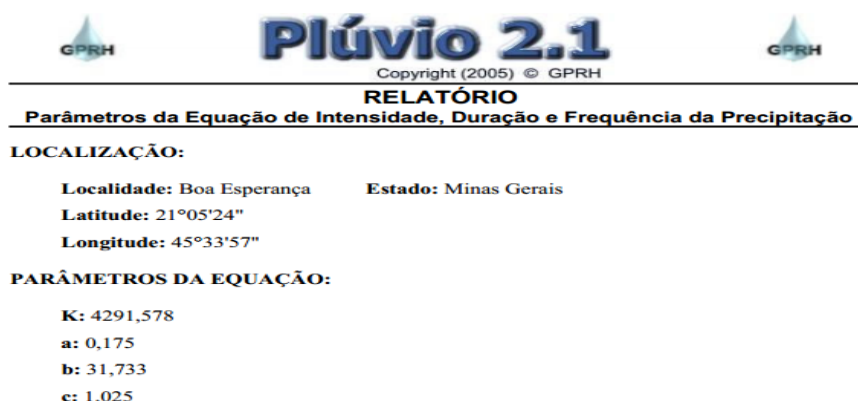 GPRH Plúvio 2.1 GPRH
Copyright (2005) © GPRH
RELATÓRIO
Parâmetros da Equação de Intensidade, Duração e Frequência da Precipitação
LOCALIZAÇÃO:
Localidade: Boa Esperança Estado: Minas Gerais
Latitude: 21°05'24"
Longitude: 45°33'57"
PARÂMETROS DA EQUAÇÃO:
K: 4291,578
a: 0,175
b: 31,733
c: 1,025